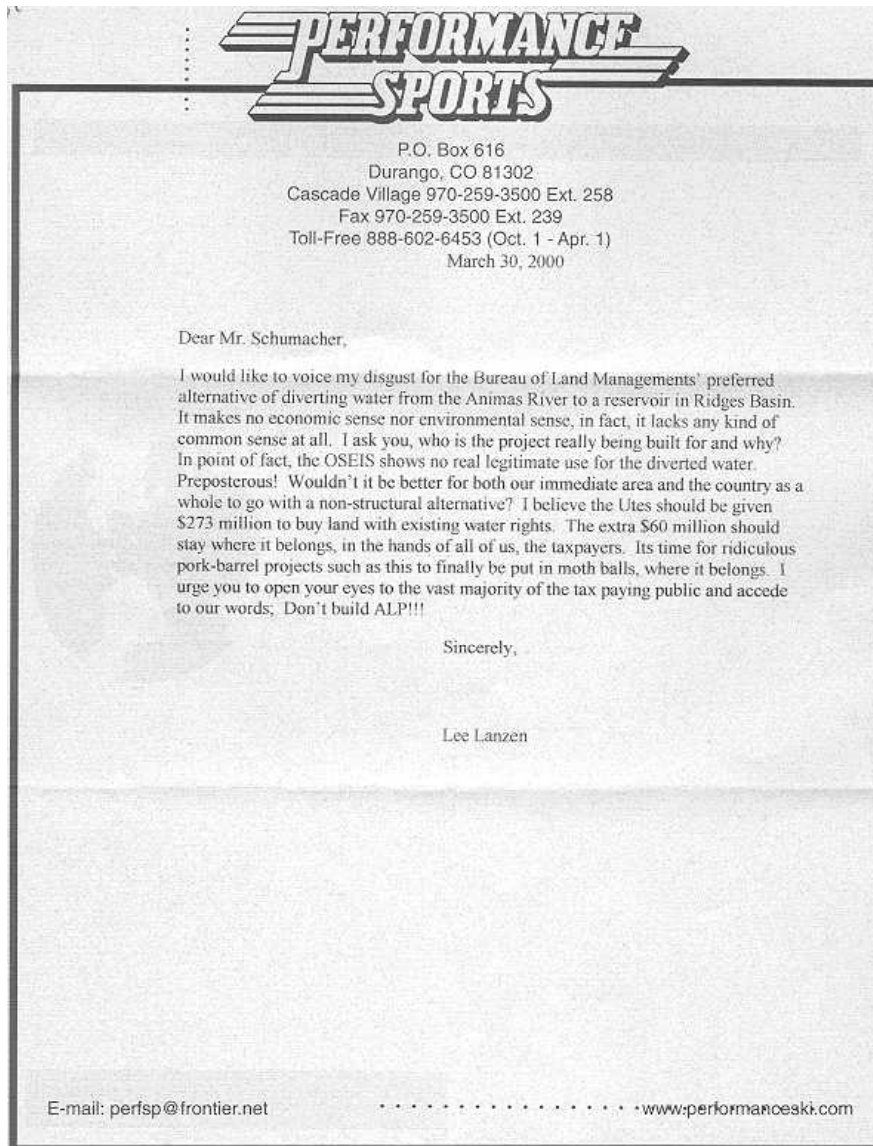 PERFORMANCE
SPORTS
P.O. Box 616
Durango, CO 81302
Cascade Village 970-259-3500 Ext. 258
Fax 970-259-3500 Ext. 239
Toll-Free 888-602-6453 (Oct. 1 - Apr. 1)
March 30, 2000
Dear Mr. Schumacher,
I would like to voice my disgust for the Bureau of Land Managements' preferred
alternative of diverting water from the Animas River to a reservoir in Ridges Basin.
It makes no economic sense nor environmental sense, in fact, it lacks any kind of
common sense at all. I ask you, who is the project really being built for and why?
In point of fact, the OSEIS shows no real legitimate use for the diverted water.
Preposterous! Wouldn't it be better for both our immediate area and the country as a
whole to go with a non-structural alternative? I believe the Utes should be given
$273 million to buy land with existing water rights. The extra $60 million should
stay where it belongs, in the hands of all of us, the taxpayers. Its time for ridiculous
pork-barrel projects such as this to finally be put in moth balls, where it belongs. I
urge you to open your eyes to the vast majority of the tax paying public and accede
to our words; Don't build ALP!!!
Sincerely,
Lee Lanzen
E-mail: perfsp@frontier.net
www.performanceski.com